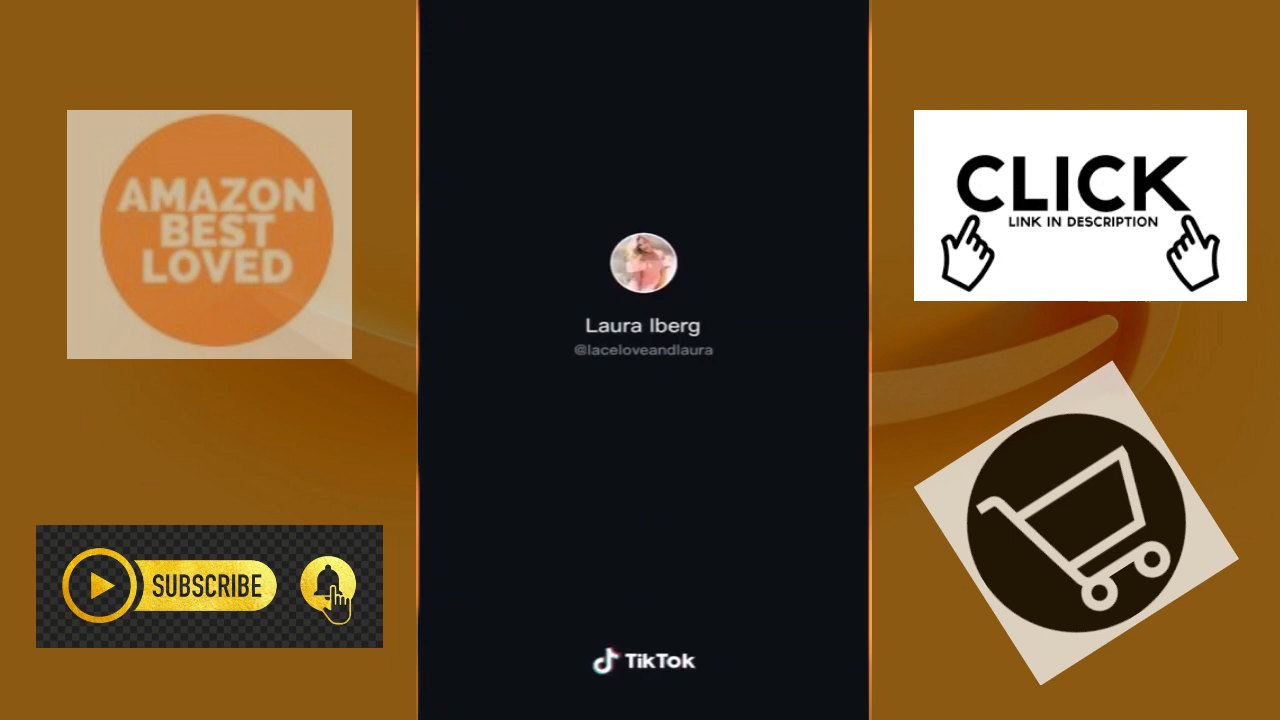 AMAZON
BEST
LOVED
SUBSCRIBE
Laura Iberg
@laceloveandlaura
TikTok
CLICK
LINK IN DESCRIPTION